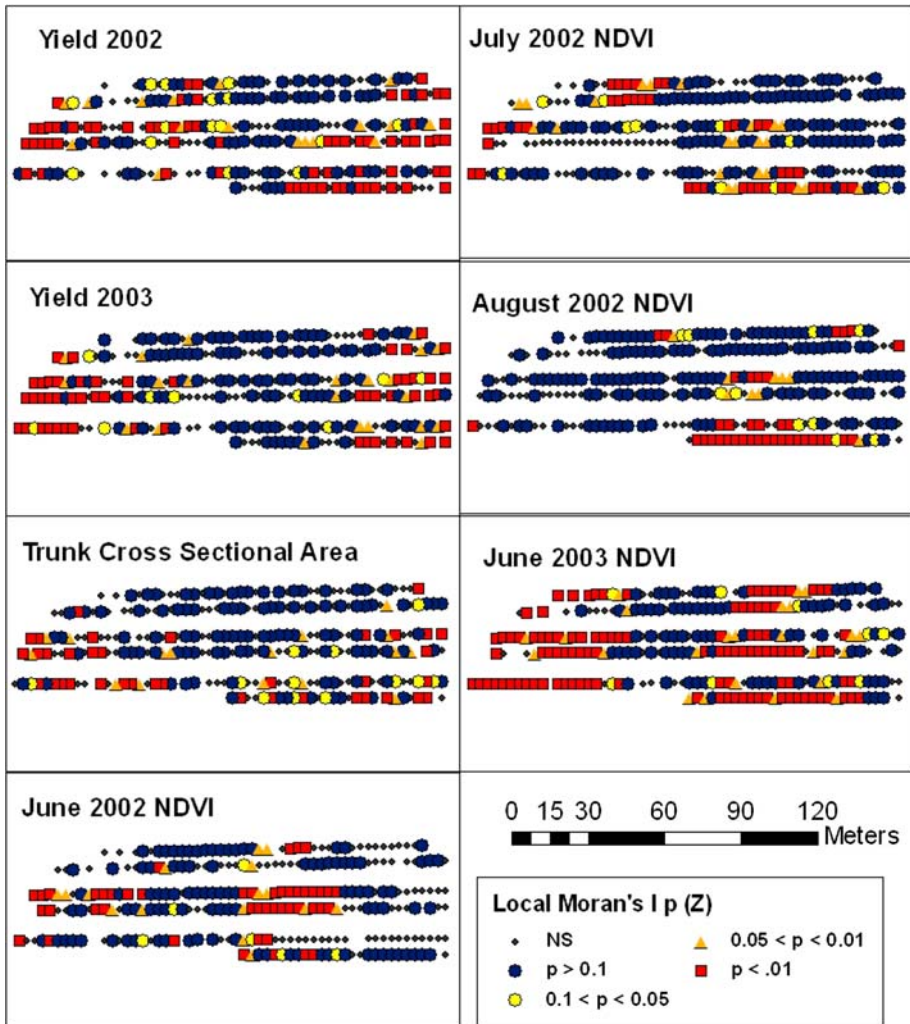 Yield 2002
July 2002 NDVI
Yield 2003
August 2002 NDVI
Trunk Cross Sectional Area
June 2003 NDVI
June 2002 NDVI
0 15 30 60 90 120
Meters
Local Moran's I p (Z)
NS
p > 0.1
0.1 < p < 0.05
0.05 < p < 0.01
p < .01